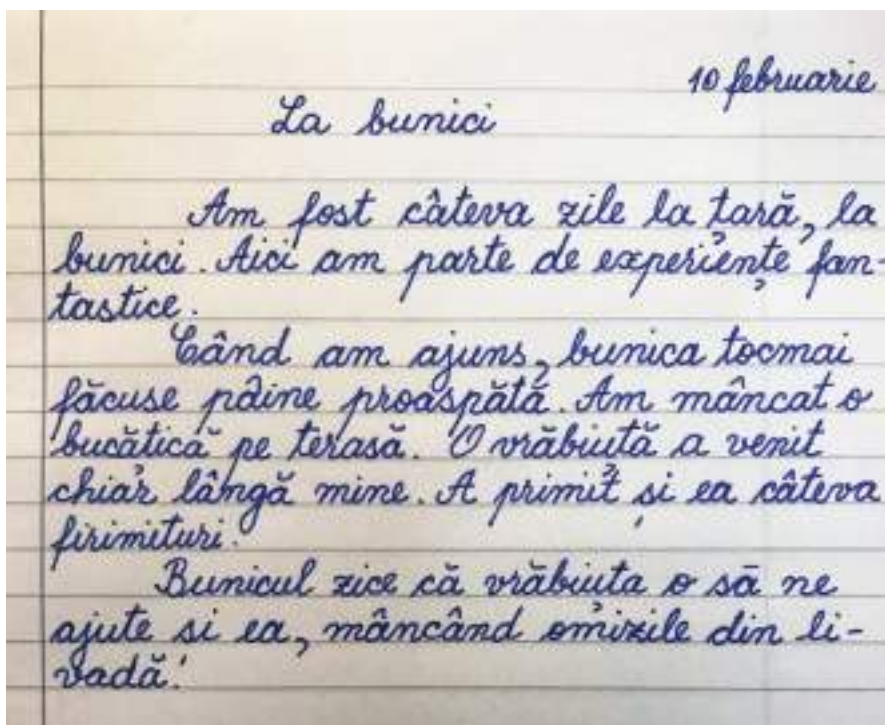 10 februarie
La bunici
Am fost câteva zile la țară, la
bunici. Aici am parte de experiențe fan-
tastice.
Când am ajuns, bunica tocmai
făcuse pâine proaspătă. Am mâncat o
bucățică pe terasă. O vrăbiuță a venit
chiar lângă mine. A primit și ea câteva
firimituri.
Bunicul zice că vrăbiuța o să ne
ajute și ea, mâncând omizile din li-
vadă!